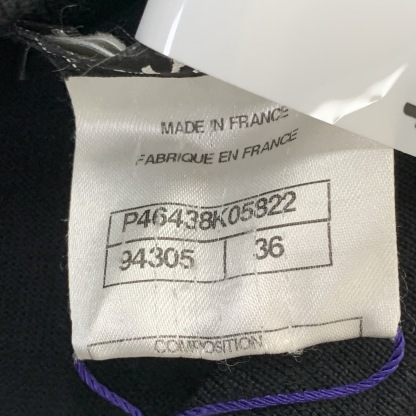 MADE IN FRANCE
FABRIQUE EN FRANCE
P46438K05822
94305 36
COMPOSITION